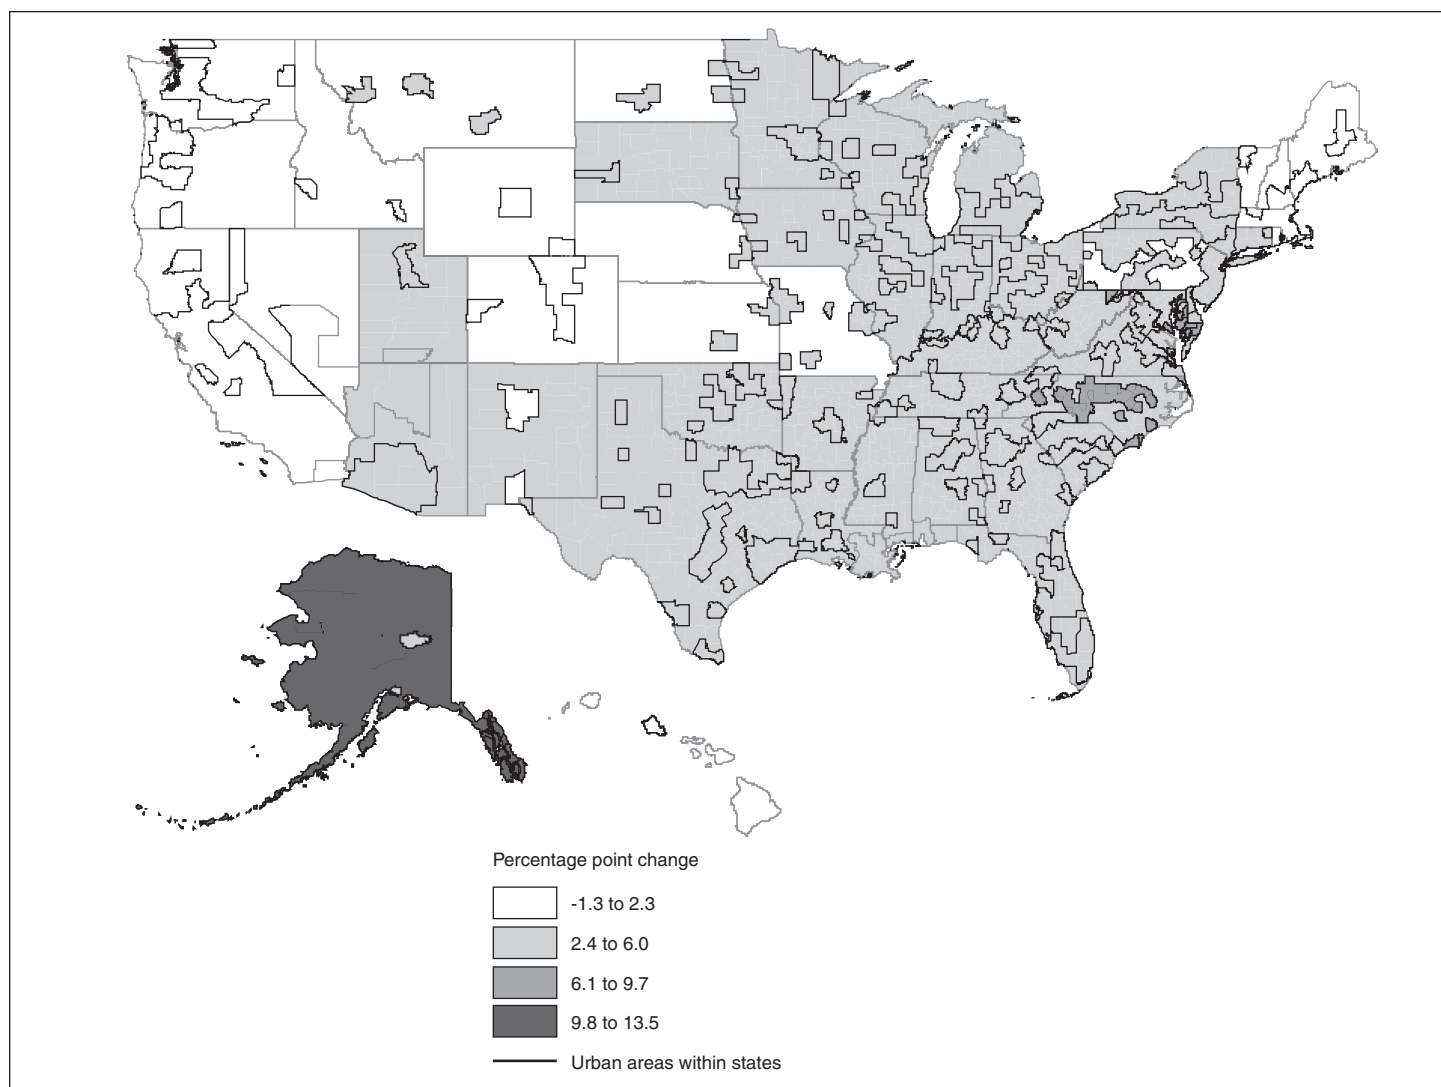 Percentage point change
-1.3 to 2.3
2.4 to 6.0
6.1 to 9.7
9.8 to 13.5
Urban areas within states